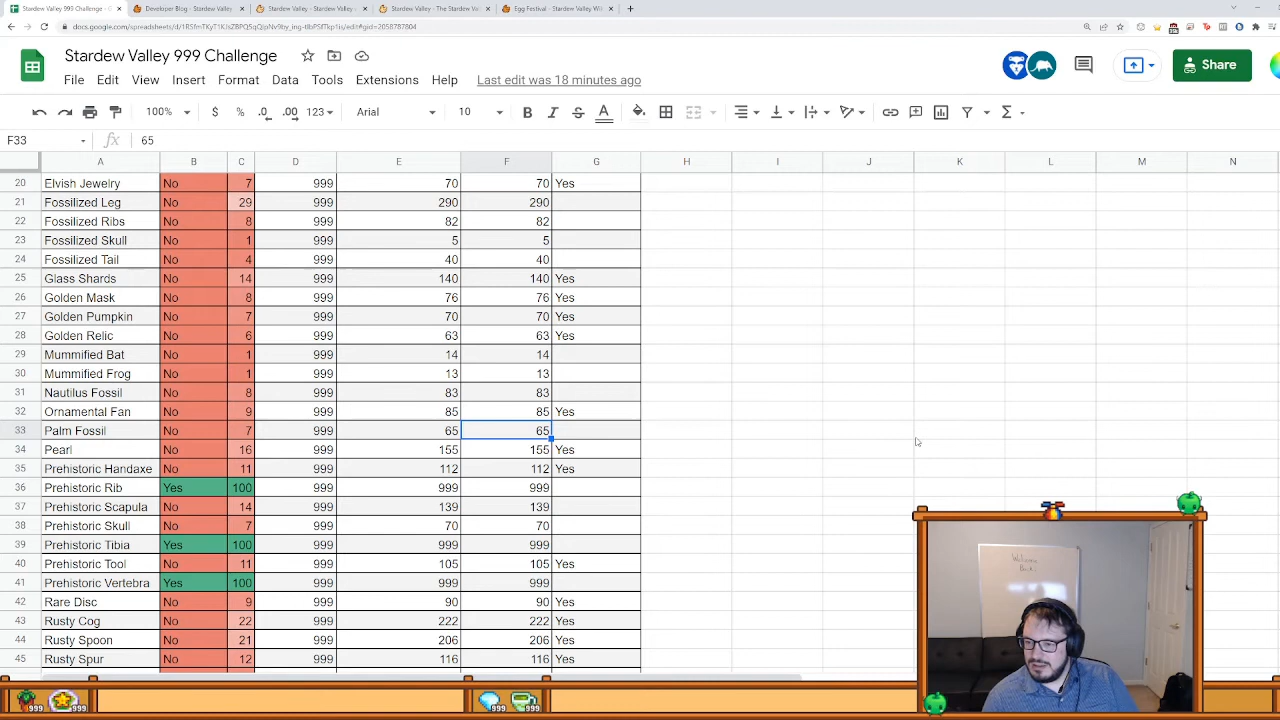 Stardew Valley 999 Challenge - G
Developer Blog - Stardew Valley
Stardew Valley - Stardew Valley
Stardew Valley - The Stardew Val
Egg Festival - Stardew Valley Wi
Stardew Valley 999 Challenge
File Edit View Insert Format Data Tools Extensions Help Last edit was 18 minutes ago
Share
100% $ % .0 .00 123 Arial 10 B I S A
F33 fx 65
A B C D E F G H I J K L M N
20 Elvish Jewelry No 7 999 70 70 Yes
21 Fossilized Leg No 29 999 290 290
22 Fossilized Ribs No 8 999 82 82
23 Fossilized Skull No 1 999 5 5
24 Fossilized Tail No 4 999 40 40
25 Glass Shards No 14 999 140 140 Yes
26 Golden Mask No 8 999 76 76 Yes
27 Golden Pumpkin No 7 999 70 70 Yes
28 Golden Relic No 6 999 63 63 Yes
29 Mummified Bat No 1 999 14 14
30 Mummified Frog No 1 999 13 13
31 Nautilus Fossil No 8 999 83 83
32 Ornamental Fan No 9 999 85 85 Yes
33 Palm Fossil No 7 999 65 65
34 Pearl No 16 999 155 155 Yes
35 Prehistoric Handaxe No 11 999 112 112 Yes
36 Prehistoric Rib Yes 100 999 999 999
37 Prehistoric Scapula No 14 999 139 139
38 Prehistoric Skull No 7 999 70 70
39 Prehistoric Tibia Yes 100 999 999 999
40 Prehistoric Tool No 11 999 105 105 Yes
41 Prehistoric Vertebra Yes 100 999 999 999
42 Rare Disc No 9 999 90 90 Yes
43 Rusty Cog No 22 999 222 222 Yes
44 Rusty Spoon No 21 999 206 206 Yes
45 Rusty Spur No 12 999 116 116 Yes
Welcome
Back
999 999 999 999